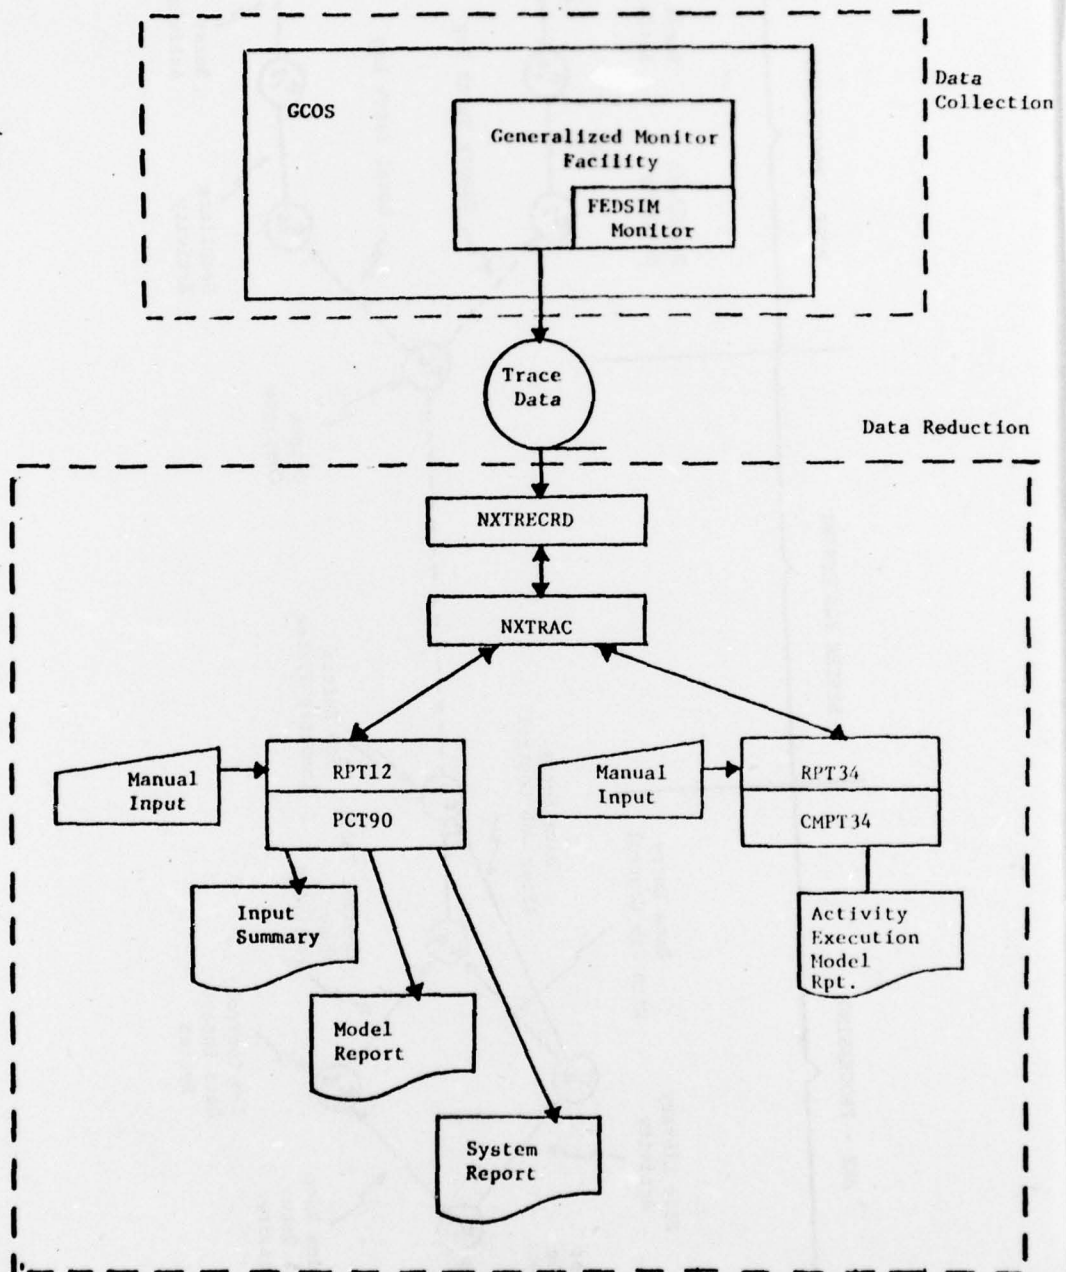 Data
Collection
GCOS
Generalized Monitor
Facility
FEDSIM
Monitor
Trace
Data
Data Reduction
NXTRECRD
NXTRAC
Manual
Input
RPT12
PCT90
Manual
Input
RPT34
CMPT34
Input
Summary
Activity
Execution
Model
Rpt.
Model
Report
System
Report